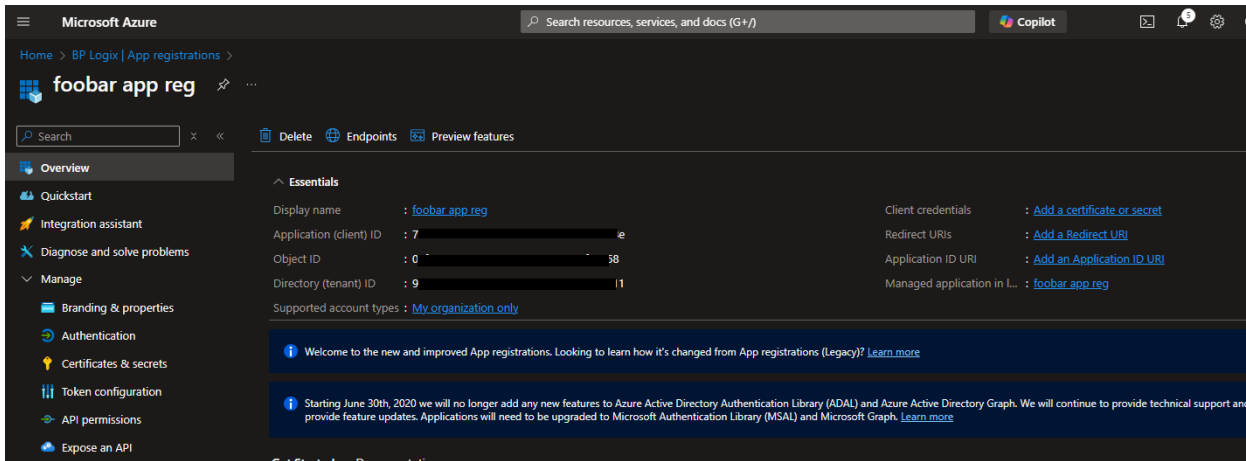 Microsoft Azure
Search resources, services, and docs (G+/)
Copilot
5
Home > BP Logix | App registrations >
foobar app reg
...
Search
Delete
Endpoints
Preview features
Overview
Quickstart
Integration assistant
Diagnose and solve problems
Manage
Branding & properties
Authentication
Certificates & secrets
Token configuration
API permissions
Expose an API
Essentials
Display name : foobar app reg
Application (client) ID : 7
Object ID : 0 58
Directory (tenant) ID : 9
Supported account types : My organization only
Client credentials : Add a certificate or secret
Redirect URIs : Add a Redirect URI
Application ID URI : Add an Application ID URI
Managed application in l... : foobar app reg
Welcome to the new and improved App registrations. Looking to learn how it's changed from App registrations (Legacy)? Learn more
Starting June 30th, 2020 we will no longer add any new features to Azure Active Directory Authentication Library (ADAL) and Azure Active Directory Graph. We will continue to provide technical support and
provide feature updates. Applications will need to be upgraded to Microsoft Authentication Library (MSAL) and Microsoft Graph. Learn more